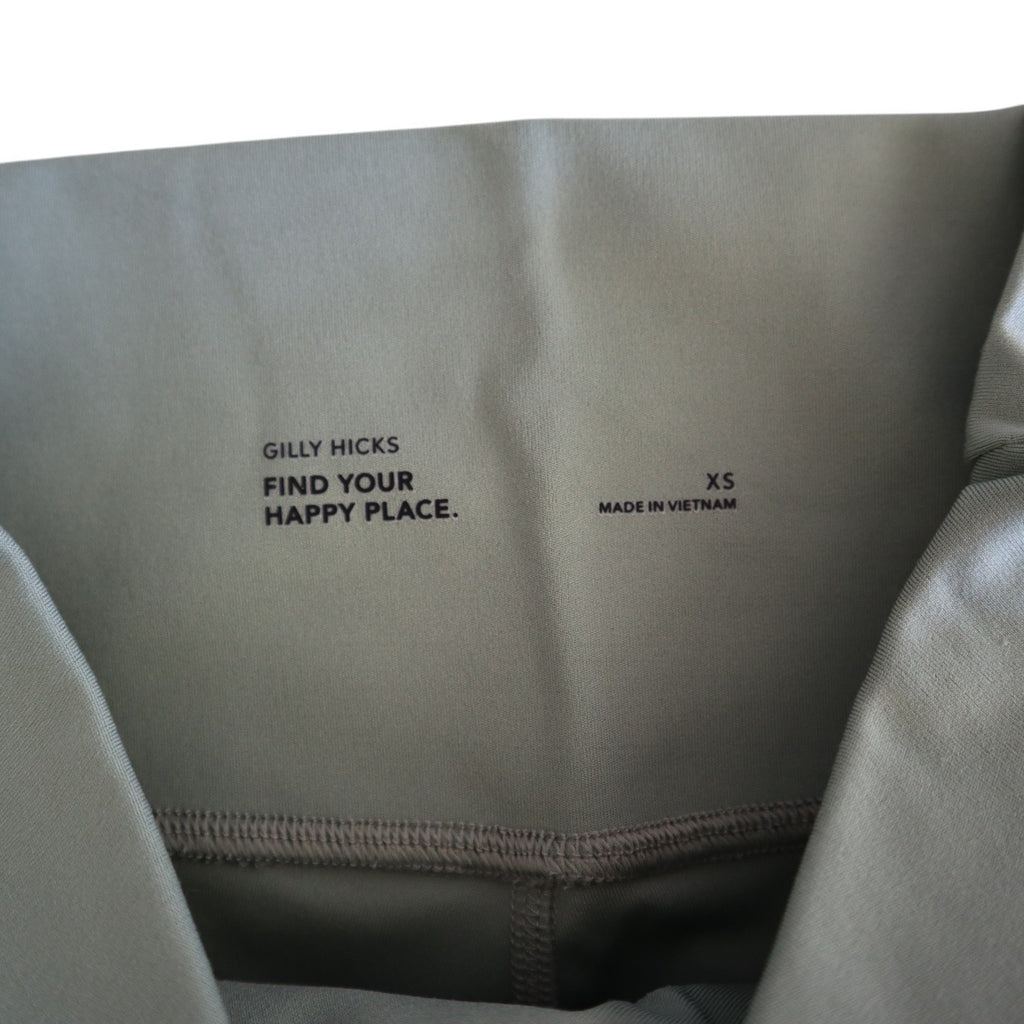 GILLY HICKS
FIND YOUR
HAPPY PLACE.
XS
MADE IN VIETNAM